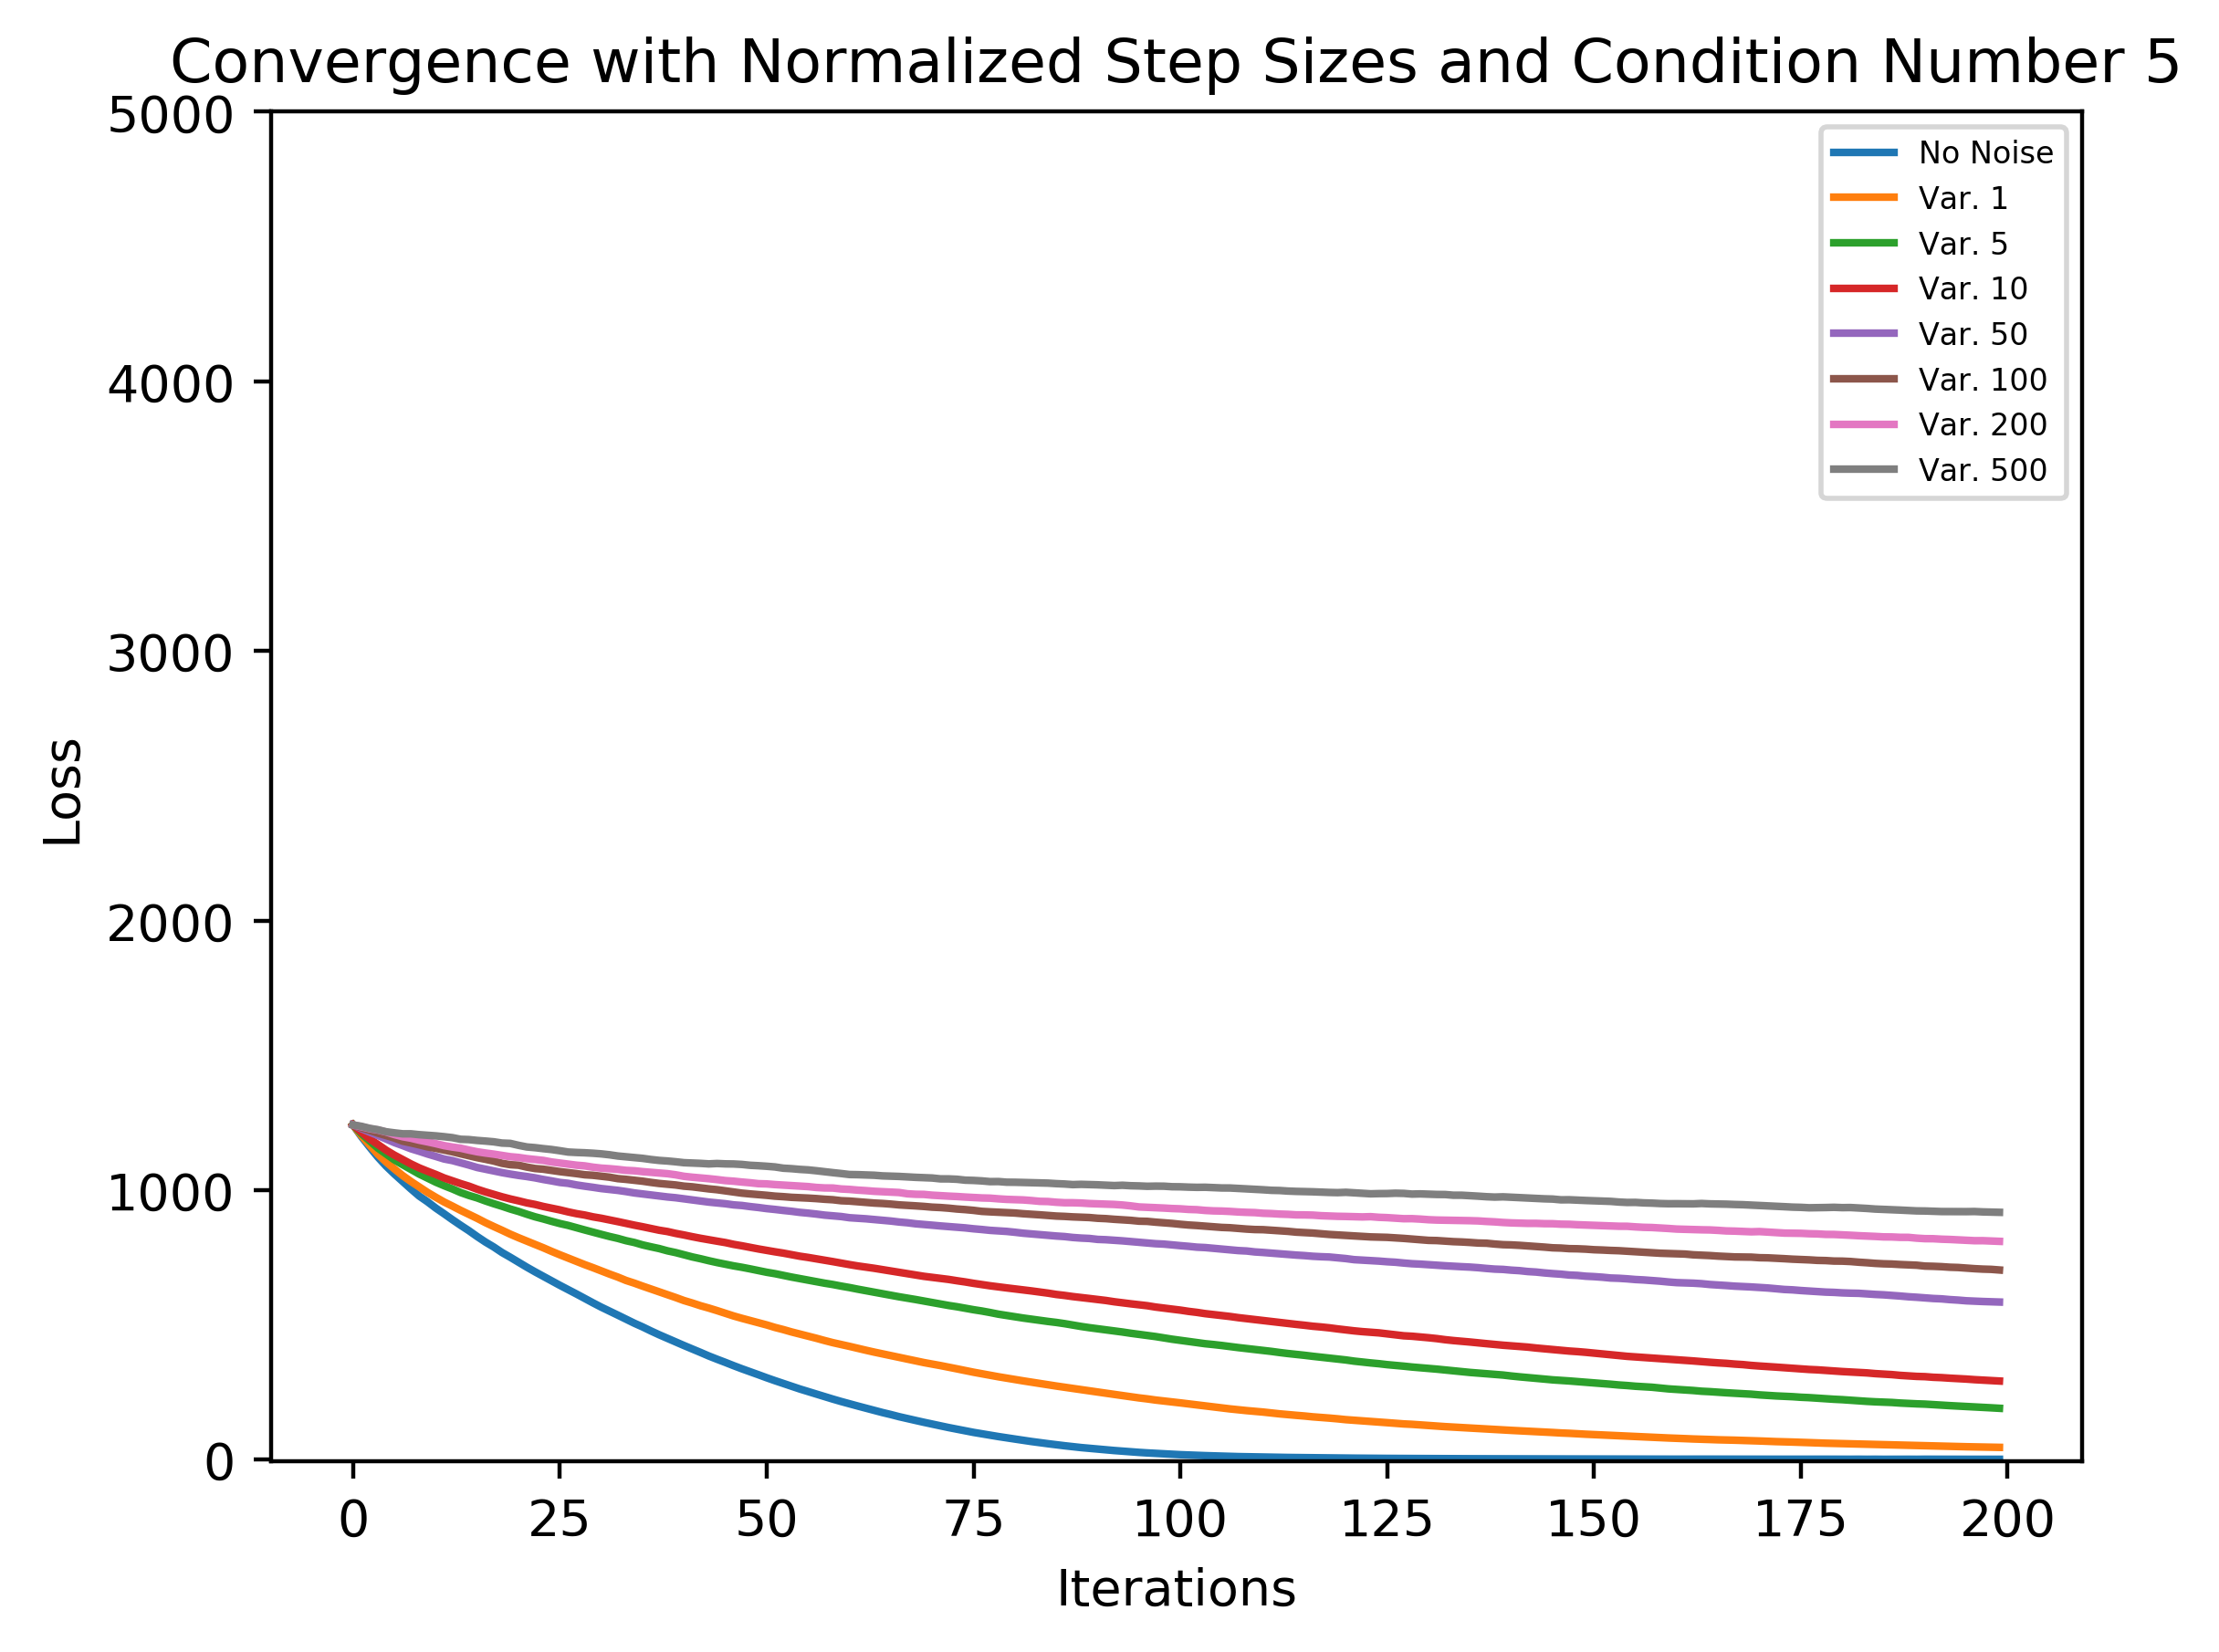 Convergence with Normalized Step Sizes and Condition Number 5
5000
4000
3000
2000
1000
0
Loss
No Noise
Var. 1
Var. 5
Var. 10
Var. 50
Var. 100
Var. 200
Var. 500
0 25 50 75 100 125 150 175 200
Iterations